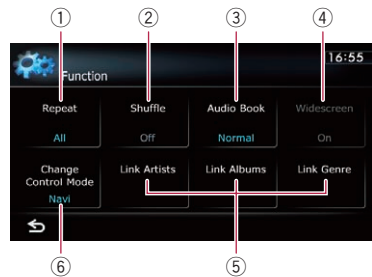 ① ② ③ ④
16:55
Function
Repeat Shuffle Audio Book Widescreen
All Off Normal On
Change
Control Mode
Navi
Link Artists Link Albums Link Genre
⑥ ⑤